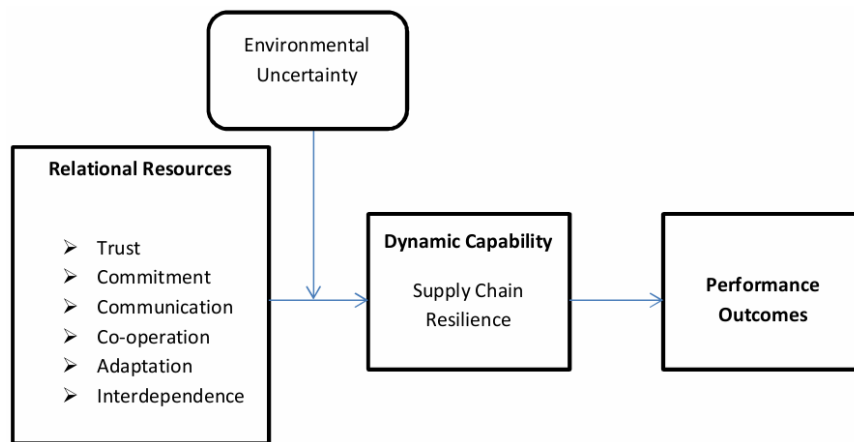 Environmental
Uncertainty
Relational Resources
➢ Trust
➢ Commitment
➢ Communication
➢ Co-operation
➢ Adaptation
➢ Interdependence
Dynamic Capability
Supply Chain
Resilience
Performance
Outcomes